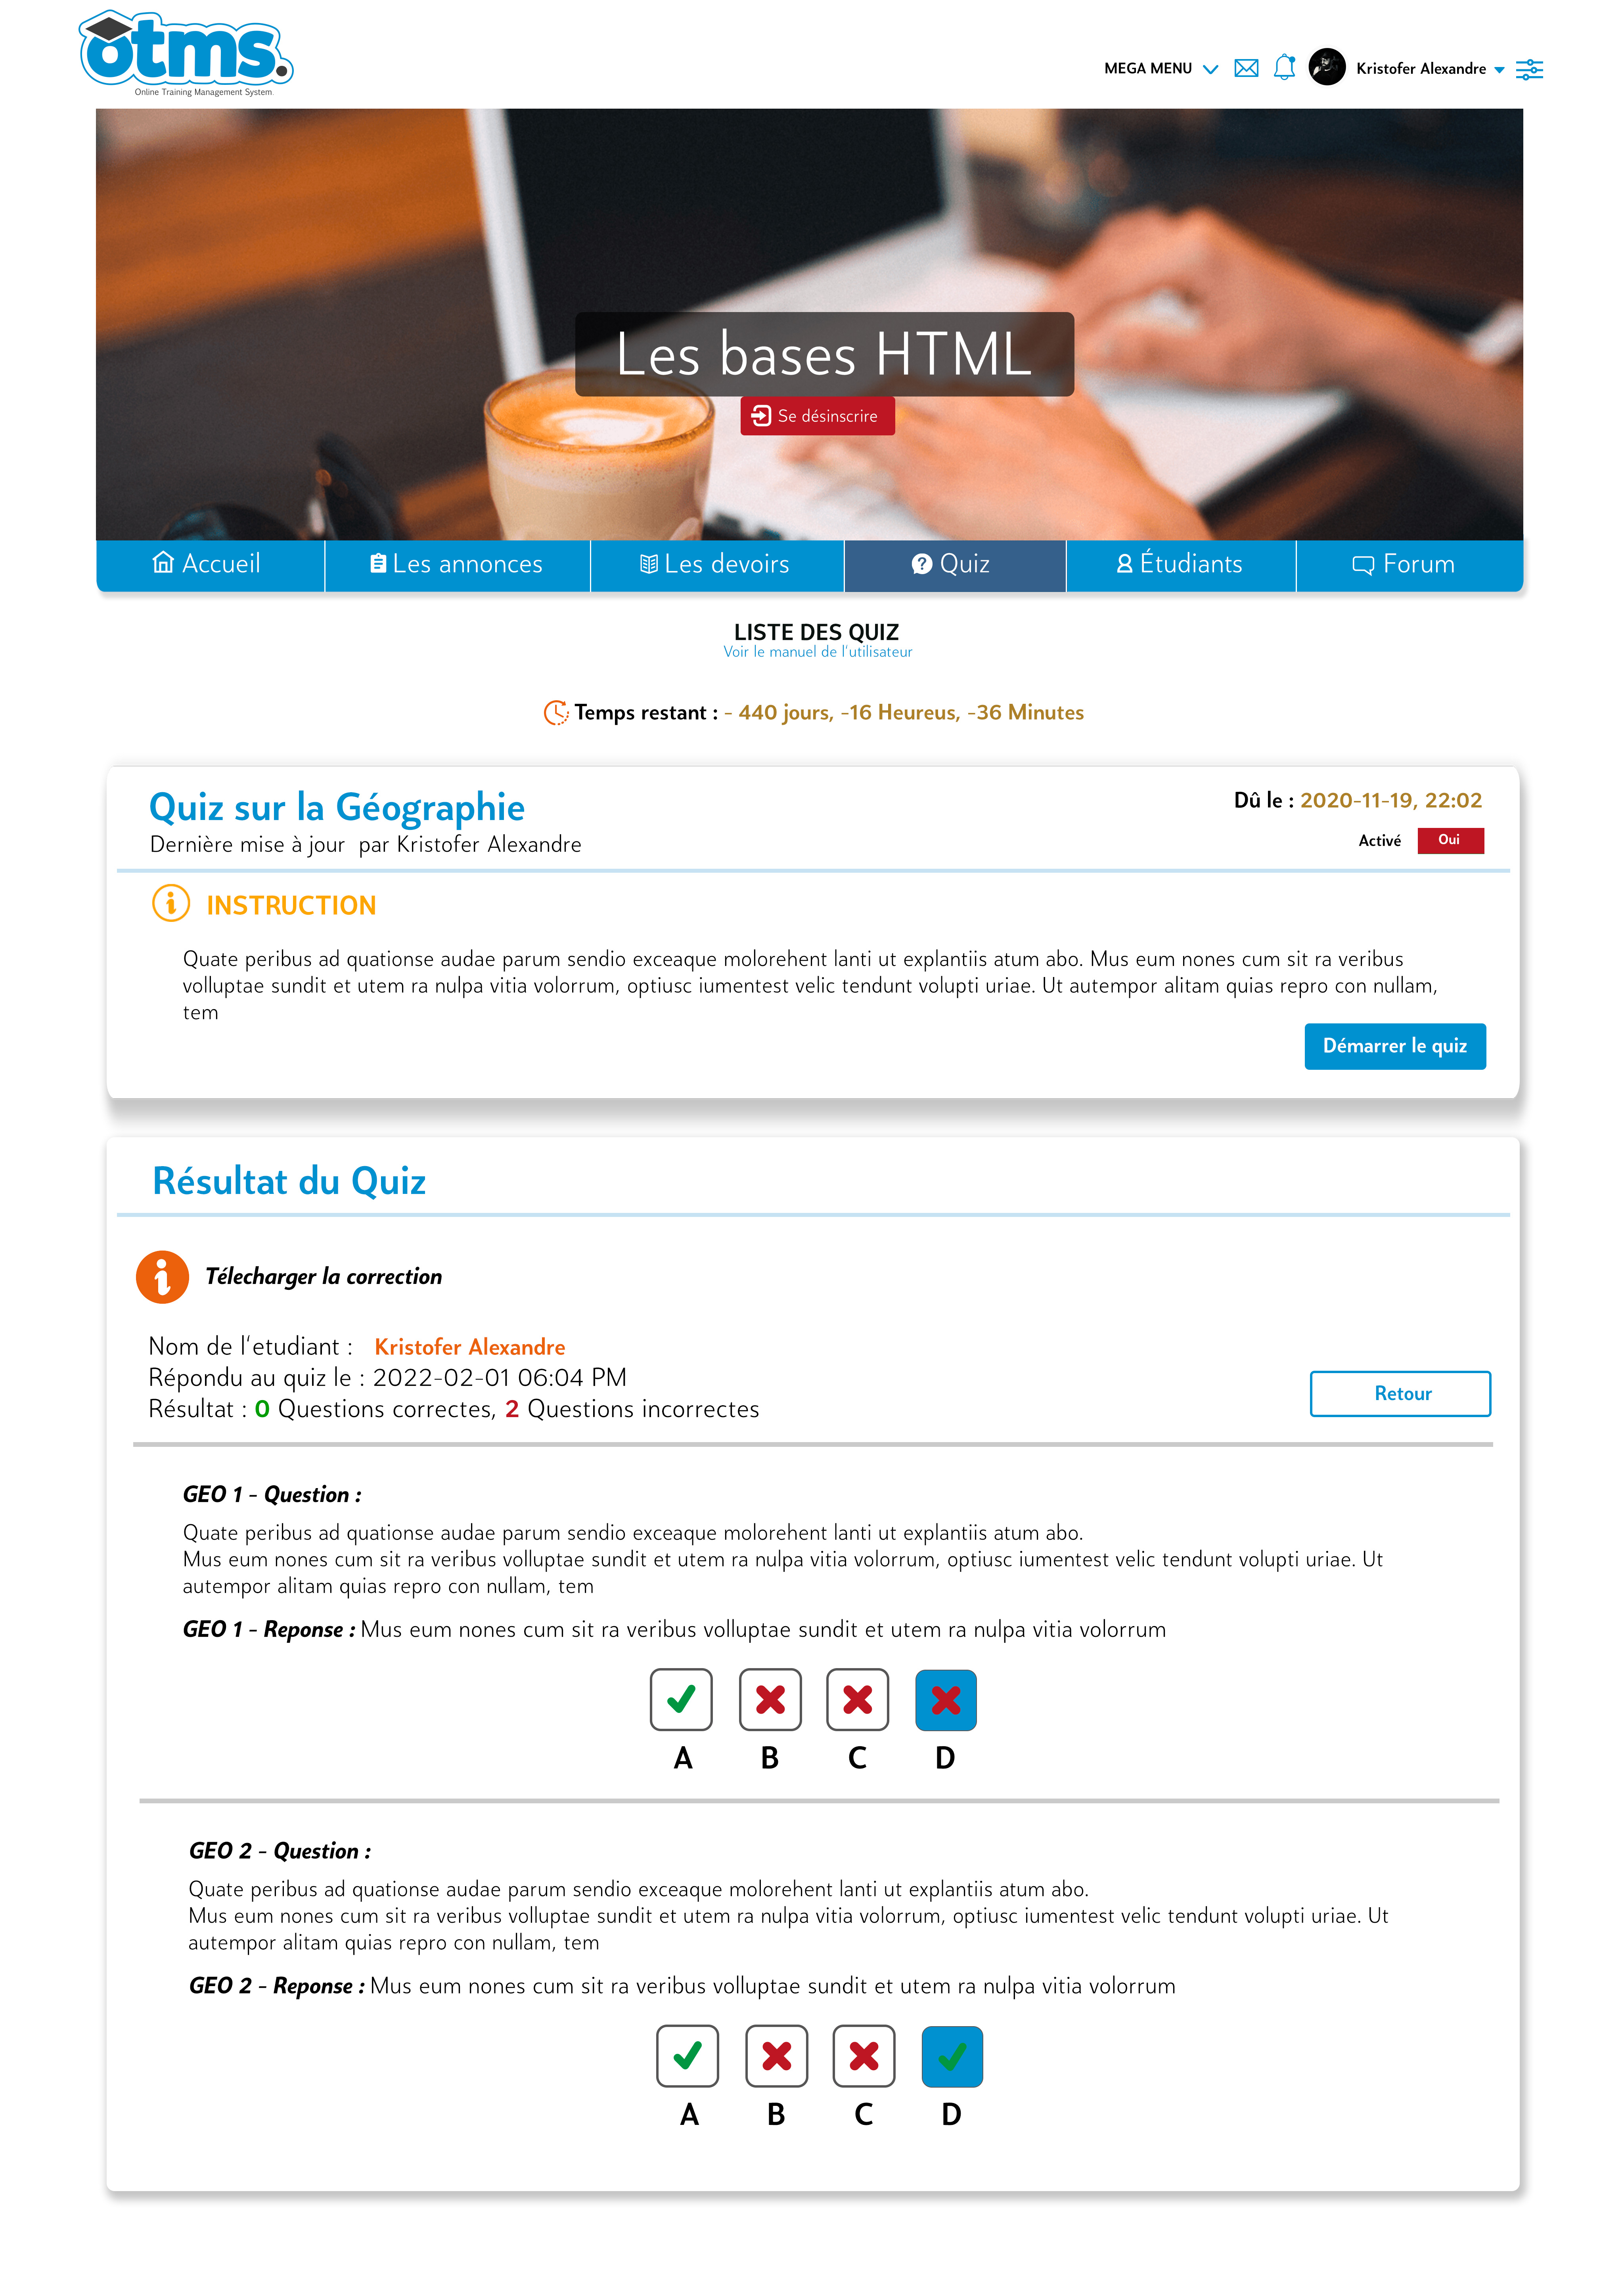 otms.
Online Training Management System
MEGA MENU
Kristofer Alexandre
Les bases HTML
Se désinscrire
Accueil
Les annonces
Les devoirs
Quiz
Étudiants
Forum
LISTE DES QUIZ
Voir le manuel de l'utilisateur
Temps restant : - 440 jours, -16 Heureus, -36 Minutes
Quiz sur la Géographie
Dû le : 2020-11-19, 22:02
Dernière mise à jour par Kristofer Alexandre
Activé Oui
INSTRUCTION
Quate peribus ad quationse audae parum sendio exceaque molorehent lanti ut explantiis atum abo. Mus eum nones cum sit ra veribus
volluptae sundit et utem ra nulpa vitia volorrum, optiusc iumentest velic tendunt volupti uriae. Ut autempor alitam quias repro con nullam,
tem
Démarrer le quiz
Résultat du Quiz
Télecharger la correction
Nom de l'etudiant : Kristofer Alexandre
Répondu au quiz le : 2022-02-01 06:04 PM
Résultat : 0 Questions correctes, 2 Questions incorrectes
Retour
GEO 1 - Question :
Quate peribus ad quationse audae parum sendio exceaque molorehent lanti ut explantiis atum abo.
Mus eum nones cum sit ra veribus volluptae sundit et utem ra nulpa vitia volorrum, optiusc iumentest velic tendunt volupti uriae. Ut
autempor alitam quias repro con nullam, tem
GEO 1 - Reponse : Mus eum nones cum sit ra veribus volluptae sundit et utem ra nulpa vitia volorrum
A B C D
GEO 2 - Question :
Quate peribus ad quationse audae parum sendio exceaque molorehent lanti ut explantiis atum abo.
Mus eum nones cum sit ra veribus volluptae sundit et utem ra nulpa vitia volorrum, optiusc iumentest velic tendunt volupti uriae. Ut
autempor alitam quias repro con nullam, tem
GEO 2 - Reponse : Mus eum nones cum sit ra veribus volluptae sundit et utem ra nulpa vitia volorrum
A B C D